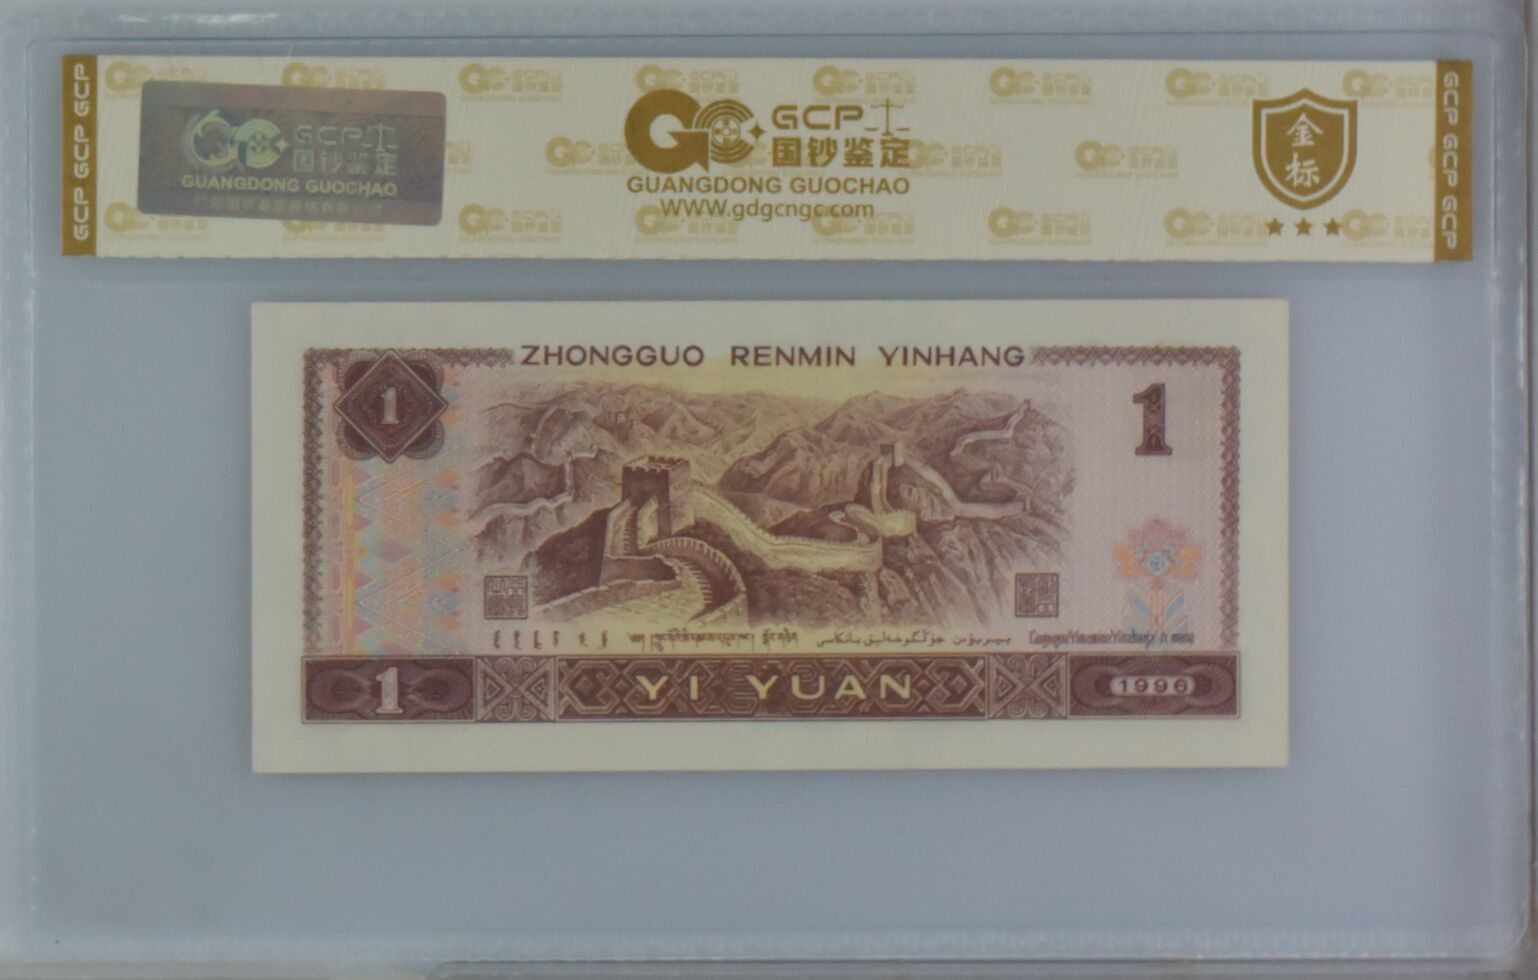 GCP GCP GCP
GCP
国钞鉴定
GUANGDONG GUOCHAO
GCP
国钞鉴定
GUANGDONG GUOCHAO
WWW.gdgcngc.com
金
标
GCP GCP GCP
ZHONGGUO RENMIN YINHANG
1
1
1
YI YUAN
1996